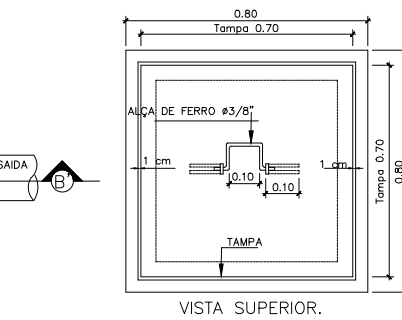 0.80
Tampa 0.70
ALÇA DE FERRO ø3/8"
SAIDA
B'
1 cm
1 cm
0.10
0.10
Tampa 0.70
0.80
TAMPA
VISTA SUPERIOR.